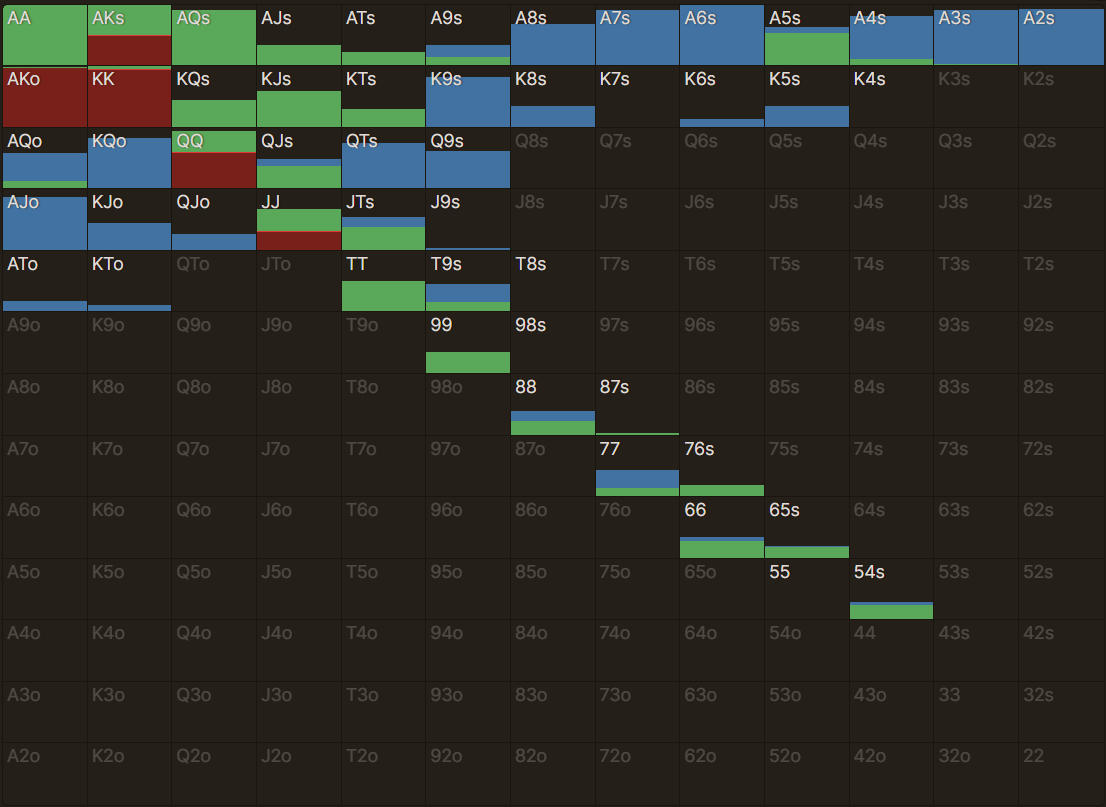 AA AKs AQs AJs ATs A9s A8s A7s A6s A5s A4s A3s A2s
AKo KK KQs KJs KTs K9s K8s K7s K6s K5s K4s K3s K2s
AQo KQo QQ QJs QTs Q9s Q8s Q7s Q6s Q5s Q4s Q3s Q2s
AJo KJo QJo JJ JTs J9s J8s J7s J6s J5s J4s J3s J2s
ATo KTo QTo JTo TT T9s T8s T7s T6s T5s T4s T3s T2s
A9o K9o Q9o J9o T9o 99 98s 97s 96s 95s 94s 93s 92s
A8o K8o Q8o J8o T8o 98o 88 87s 86s 85s 84s 83s 82s
A7o K7o Q7o J7o T7o 97o 87o 77 76s 75s 74s 73s 72s
A6o K6o Q6o J6o T6o 96o 86o 76o 66 65s 64s 63s 62s
A5o K5o Q5o J5o T5o 95o 85o 75o 65o 55 54s 53s 52s
A4o K4o Q4o J4o T4o 94o 84o 74o 64o 54o 44 43s 42s
A3o K3o Q3o J3o T3o 93o 83o 73o 63o 53o 43o 33 32s
A2o K2o Q2o J2o T2o 92o 82o 72o 62o 52o 42o 32o 22